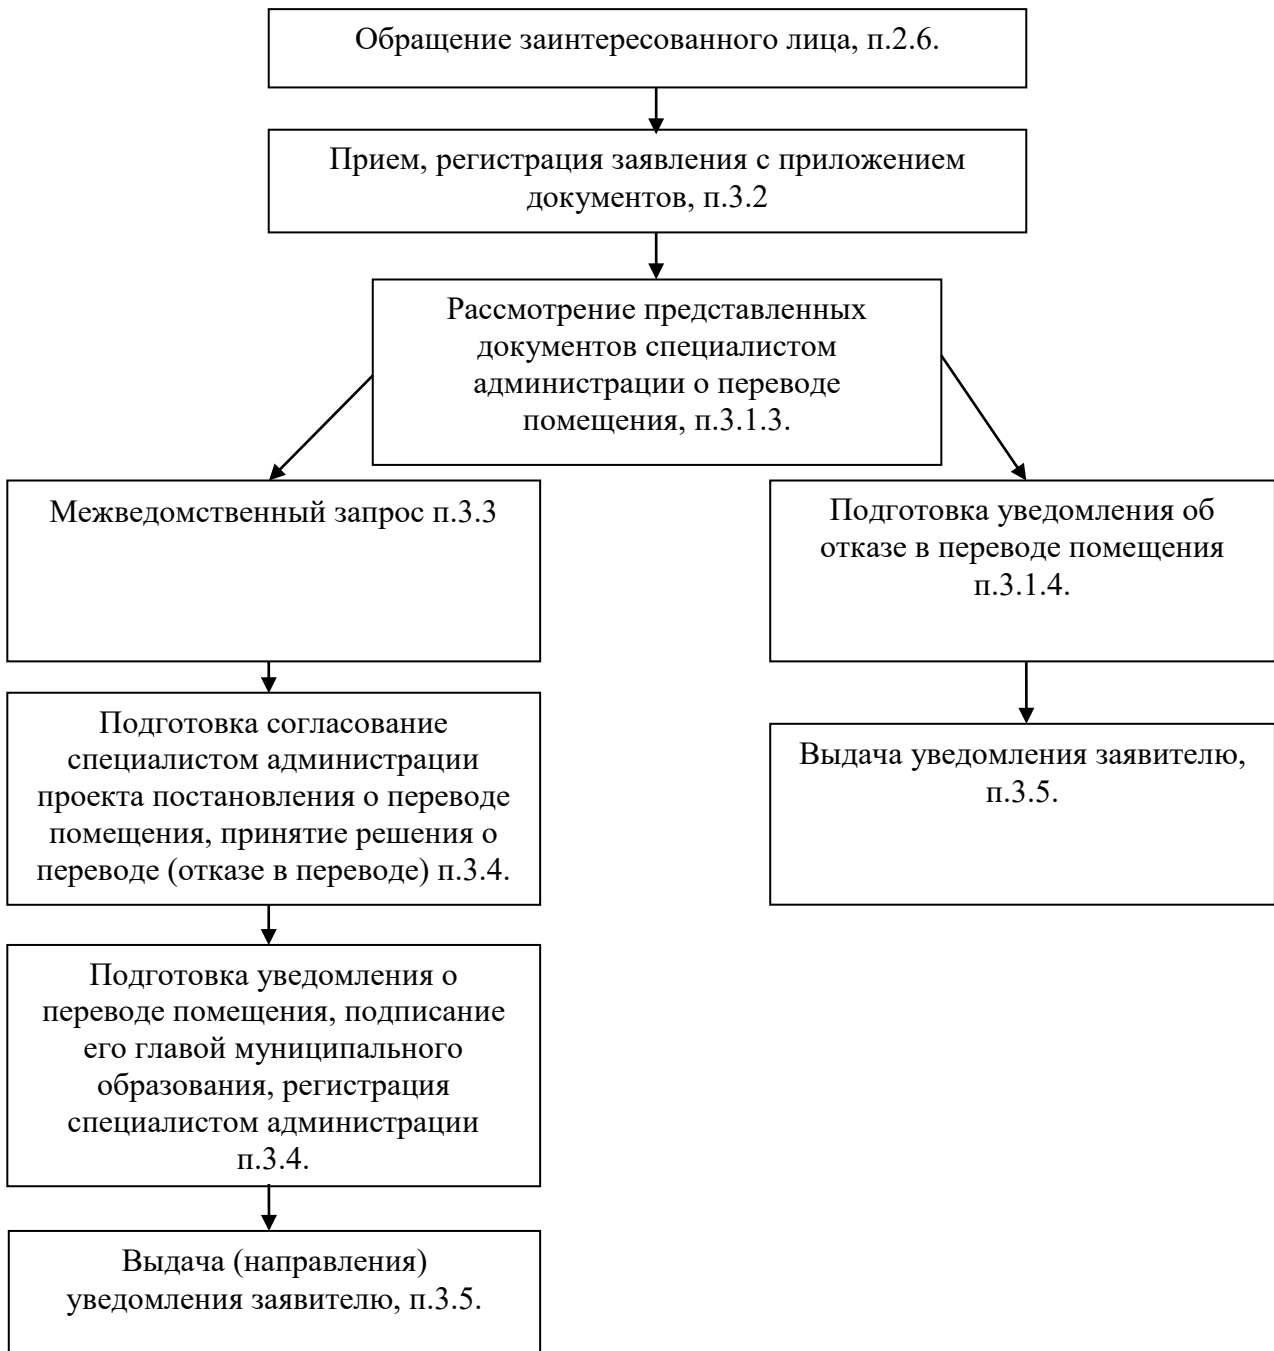 Обращение заинтересованного лица, п.2.6.
Прием, регистрация заявления с приложением
документов, п.3.2
Рассмотрение представленных
документов специалистом
администрации о переводе
помещения, п.3.1.3.
Межведомственный запрос п.3.3
Подготовка уведомления об
отказе в переводе помещения
п.3.1.4.
Подготовка согласование
специалистом администрации
проекта постановления о переводе
помещения, принятие решения о
переводе (отказе в переводе) п.3.4.
Выдача уведомления заявителю,
п.3.5.
Подготовка уведомления о
переводе помещения, подписание
его главой муниципального
образования, регистрация
специалистом администрации
п.3.4.
Выдача (направления)
уведомления заявителю, п.3.5.